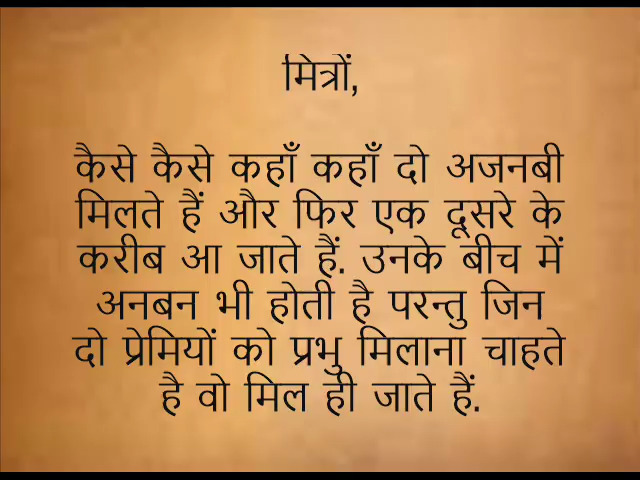 मित्रों,
कैसे कैसे कहाँ कहाँ दो अजनबी
मिलते हैं और फिर एक दूसरे के
करीब आ जाते हैं. उनके बीच में
अनबन भी होती है परन्तु जिन
दो प्रेमियों को प्रभु मिलाना चाहते
है वो मिल ही जाते हैं.